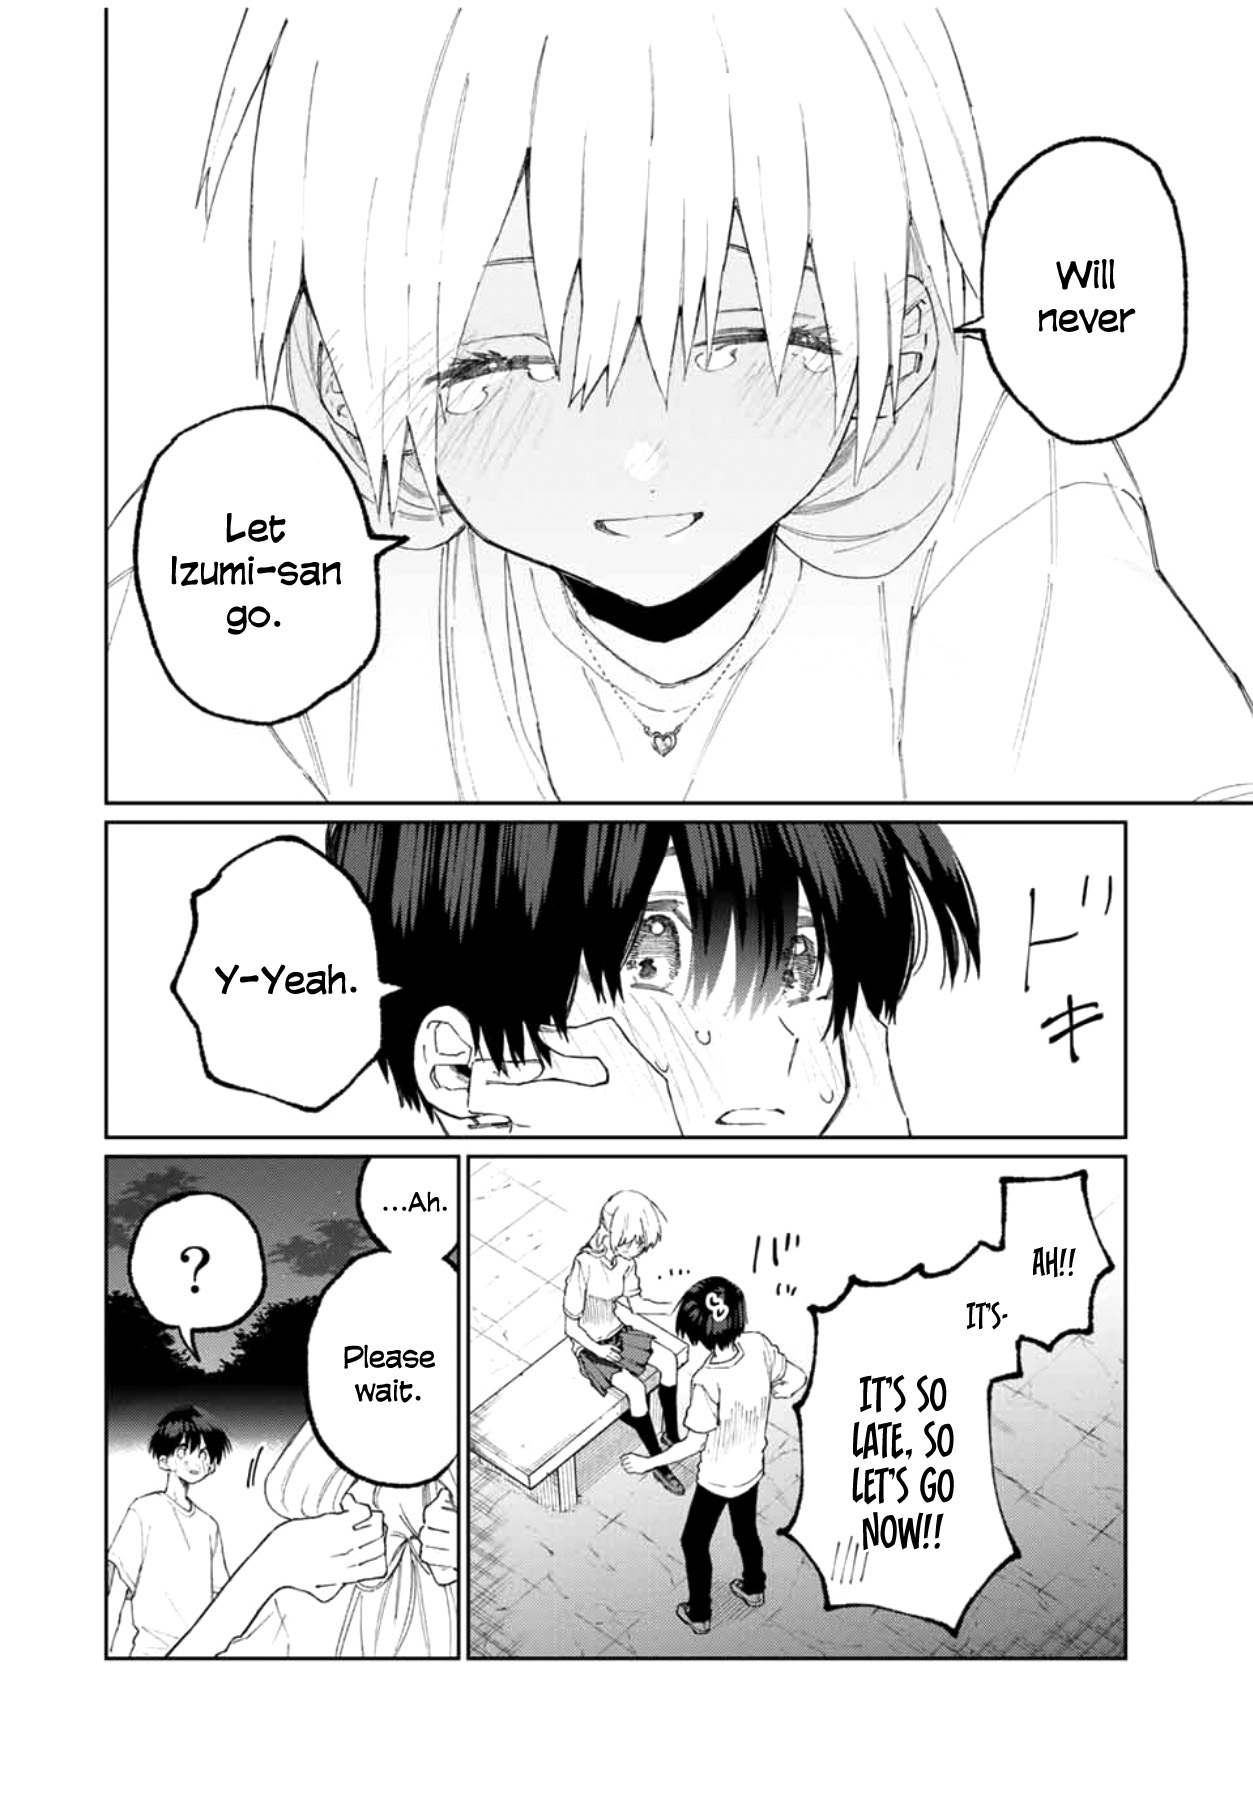 Will
never
Let
Izumi-san
go.
Y-Yeah.
ドキ
AH!!
IT'S-
IT'S SO
LATE, SO
LET'S GO
NOW!!
...Ah.
Please
wait.
?